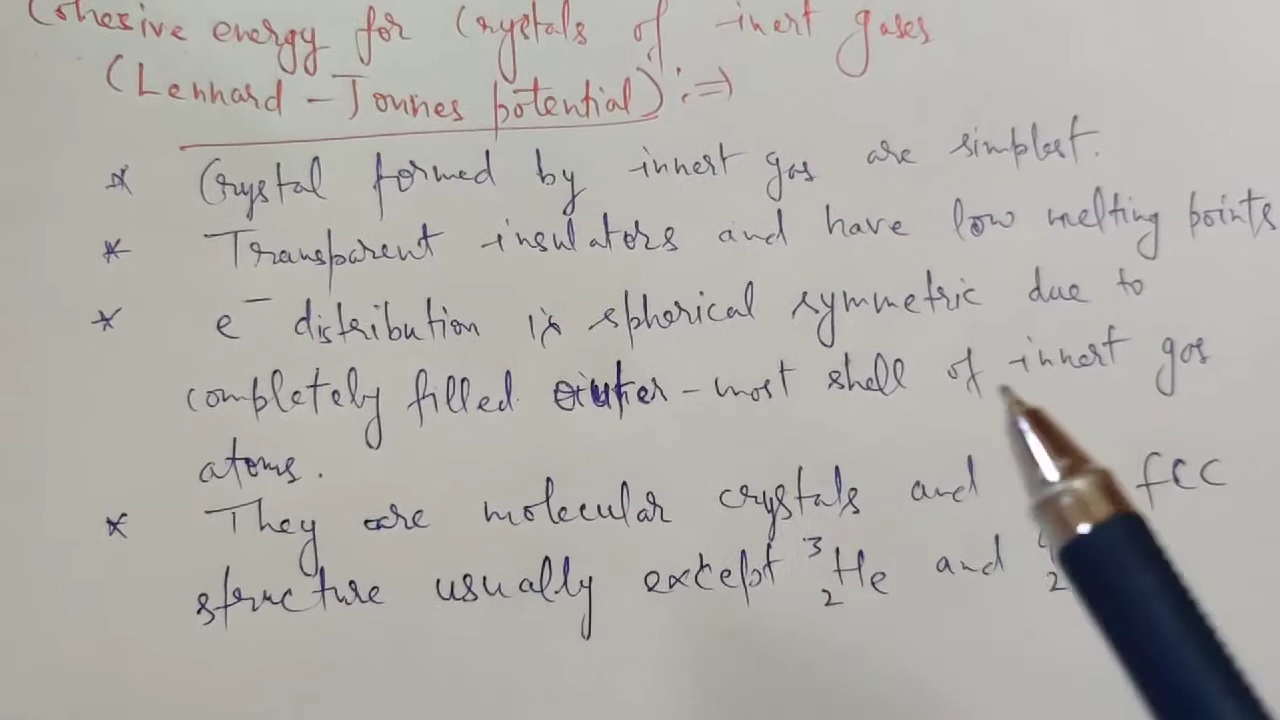 Cohesive energy for Crystals of inert gases
(Lennard - Jonnes potential) :⇒
* Crystal formed by innert gas are simplest.
* Transparent insulators and have low melting points
* e⁻ distribution is spherical symmetric due to
completely filled outer-most shell of innert gas
atoms.
* They are molecular crystals and fcc
structure usually except ³₂He and